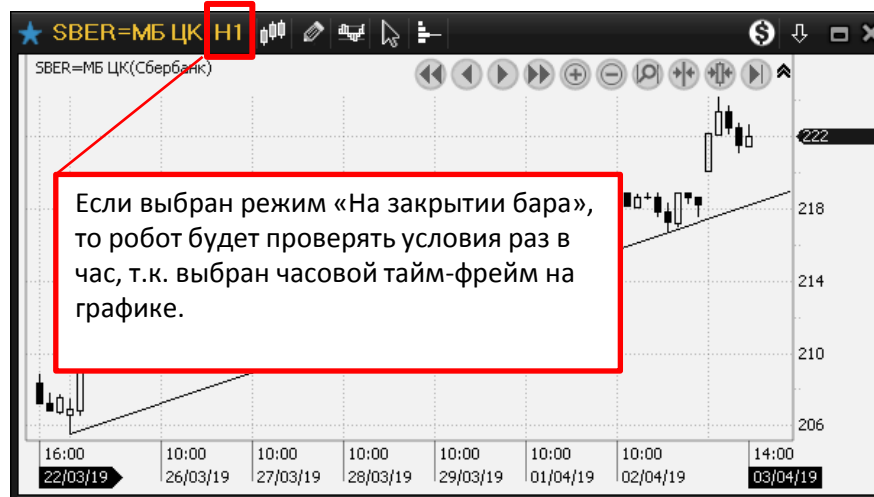 SBER=МБ ЦК H1
SBER=МБ ЦК(Сбербанк)
222
Если выбран режим «На закрытии бара»,
то робот будет проверять условия раз в
час, т.к. выбран часовой тайм-фрейм на
графике.
218
214
210
206
16:00 10:00 10:00 10:00 10:00 10:00 10:00 14:00
22/03/19 26/03/19 27/03/19 28/03/19 29/03/19 01/04/19 02/04/19 03/04/19